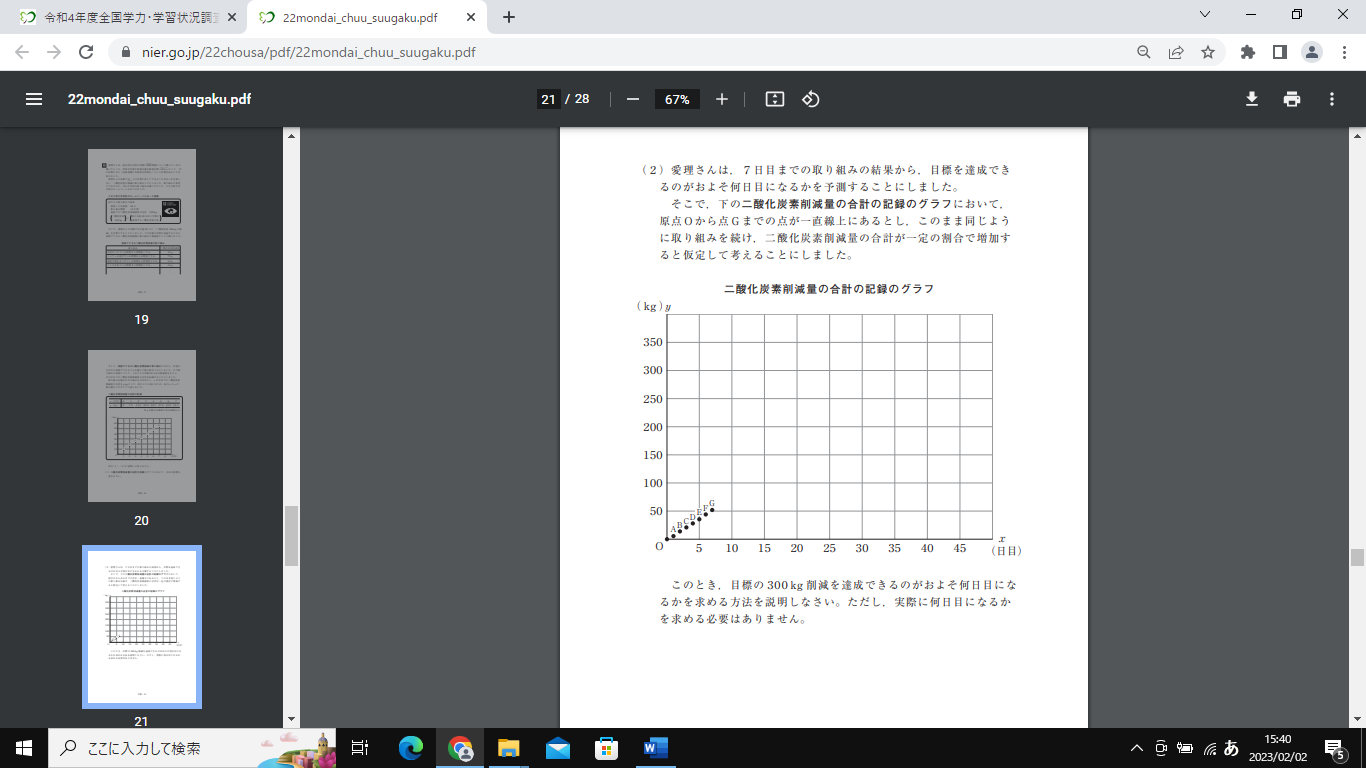 令和4年度全国学力・学習状況調査
22mondai_chuu_suugaku.pdf
nier.go.jp/22chousa/pdf/22mondai_chuu_suugaku.pdf
22mondai_chuu_suugaku.pdf
21 / 28
67%
19
20
21
（２）愛理さんは，７日目までの取り組みの結果から，目標を達成でき
るのがおよそ何日目になるかを予測することにしました。
そこで，下の二酸化炭素削減量の合計の記録のグラフにおいて，
原点Ｏから点Ｇまでの点が一直線上にあるとし，このまま同じよう
に取り組みを続け，二酸化炭素削減量の合計が一定の割合で増加す
ると仮定して考えることにしました。
二酸化炭素削減量の合計の記録のグラフ
（kg）y
350
300
250
200
150
100
50
A B C D E F G
O 5 10 15 20 25 30 35 40 45 x
（日目）
このとき，目標の300kg削減を達成できるのがおよそ何日目にな
るかを求める方法を説明しなさい。ただし，実際に何日目になるか
を求める必要はありません。
ここに入力して検索
あ
15:40
2023/02/02
5